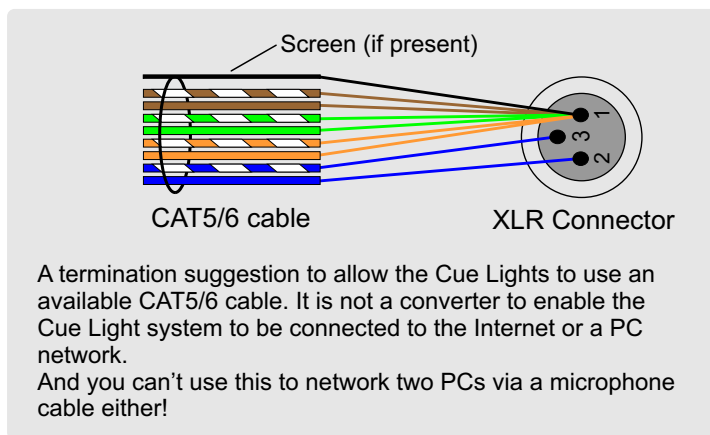 Screen (if present)
1
3
2
CAT5/6 cable
XLR Connector
A termination suggestion to allow the Cue Lights to use an
available CAT5/6 cable. It is not a converter to enable the
Cue Light system to be connected to the Internet or a PC
network.
And you can’t use this to network two PCs via a microphone
cable either!